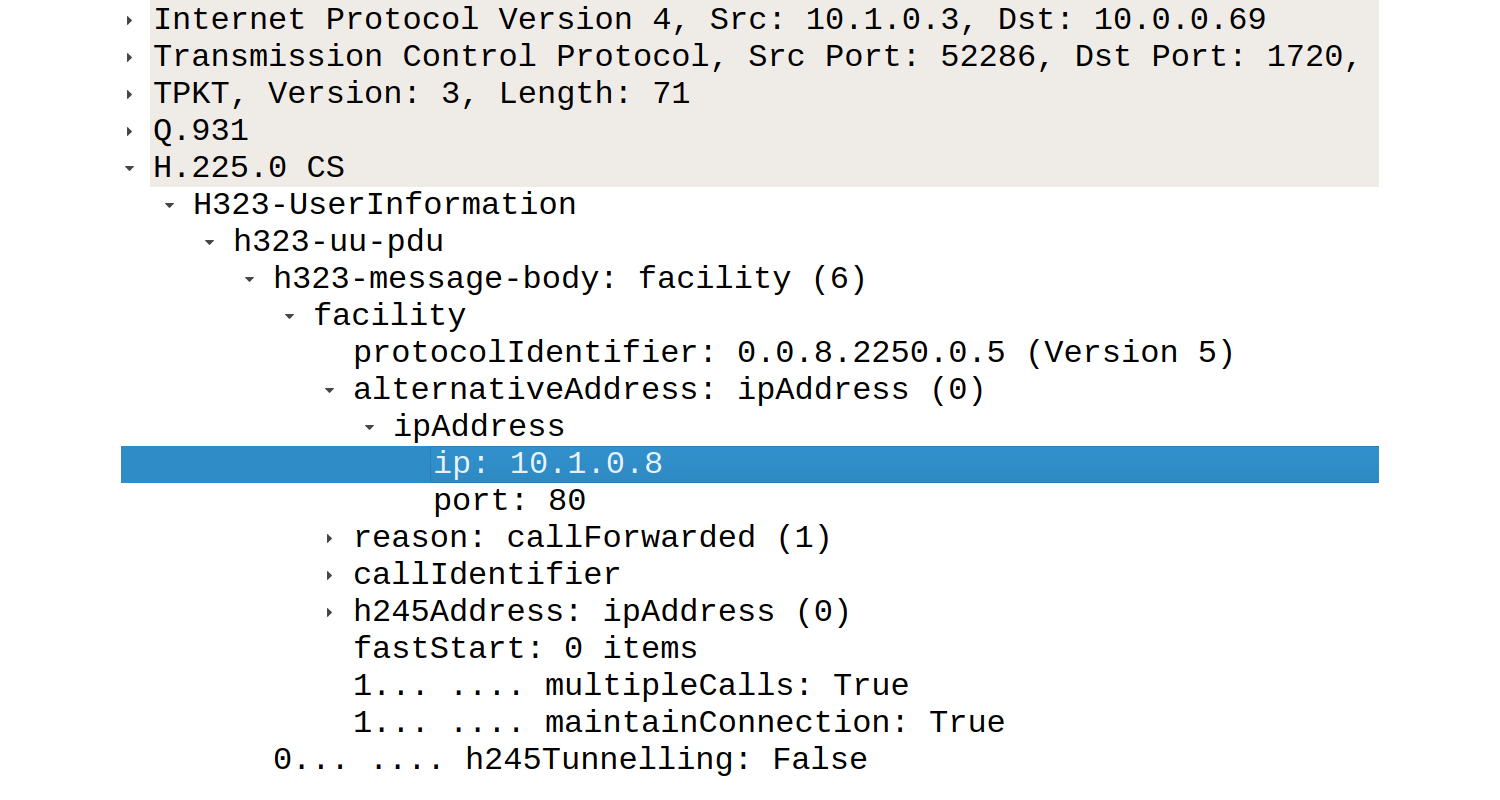 Internet Protocol Version 4, Src: 10.1.0.3, Dst: 10.0.0.69
Transmission Control Protocol, Src Port: 52286, Dst Port: 1720,
TPKT, Version: 3, Length: 71
Q.931
H.225.0 CS
H323-UserInformation
h323-uu-pdu
h323-message-body: facility (6)
facility
protocolIdentifier: 0.0.8.2250.0.5 (Version 5)
alternativeAddress: ipAddress (0)
ipAddress
ip: 10.1.0.8
port: 80
reason: callForwarded (1)
callIdentifier
h245Address: ipAddress (0)
fastStart: 0 items
1... .... multipleCalls: True
1... .... maintainConnection: True
0... .... h245Tunnelling: False